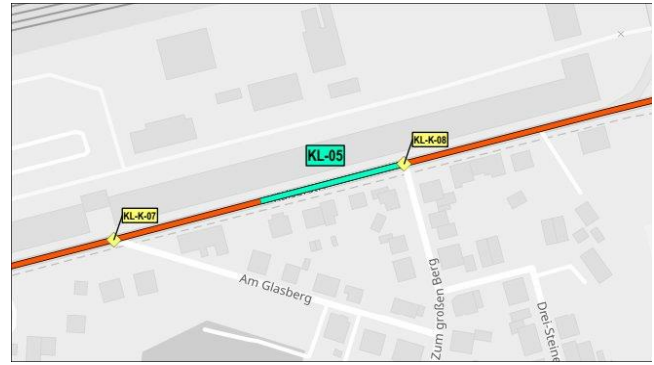 KL-K-08
KL-05
KL-K-07
Am Glasberg
Zum großen Berg
Drei-Steine